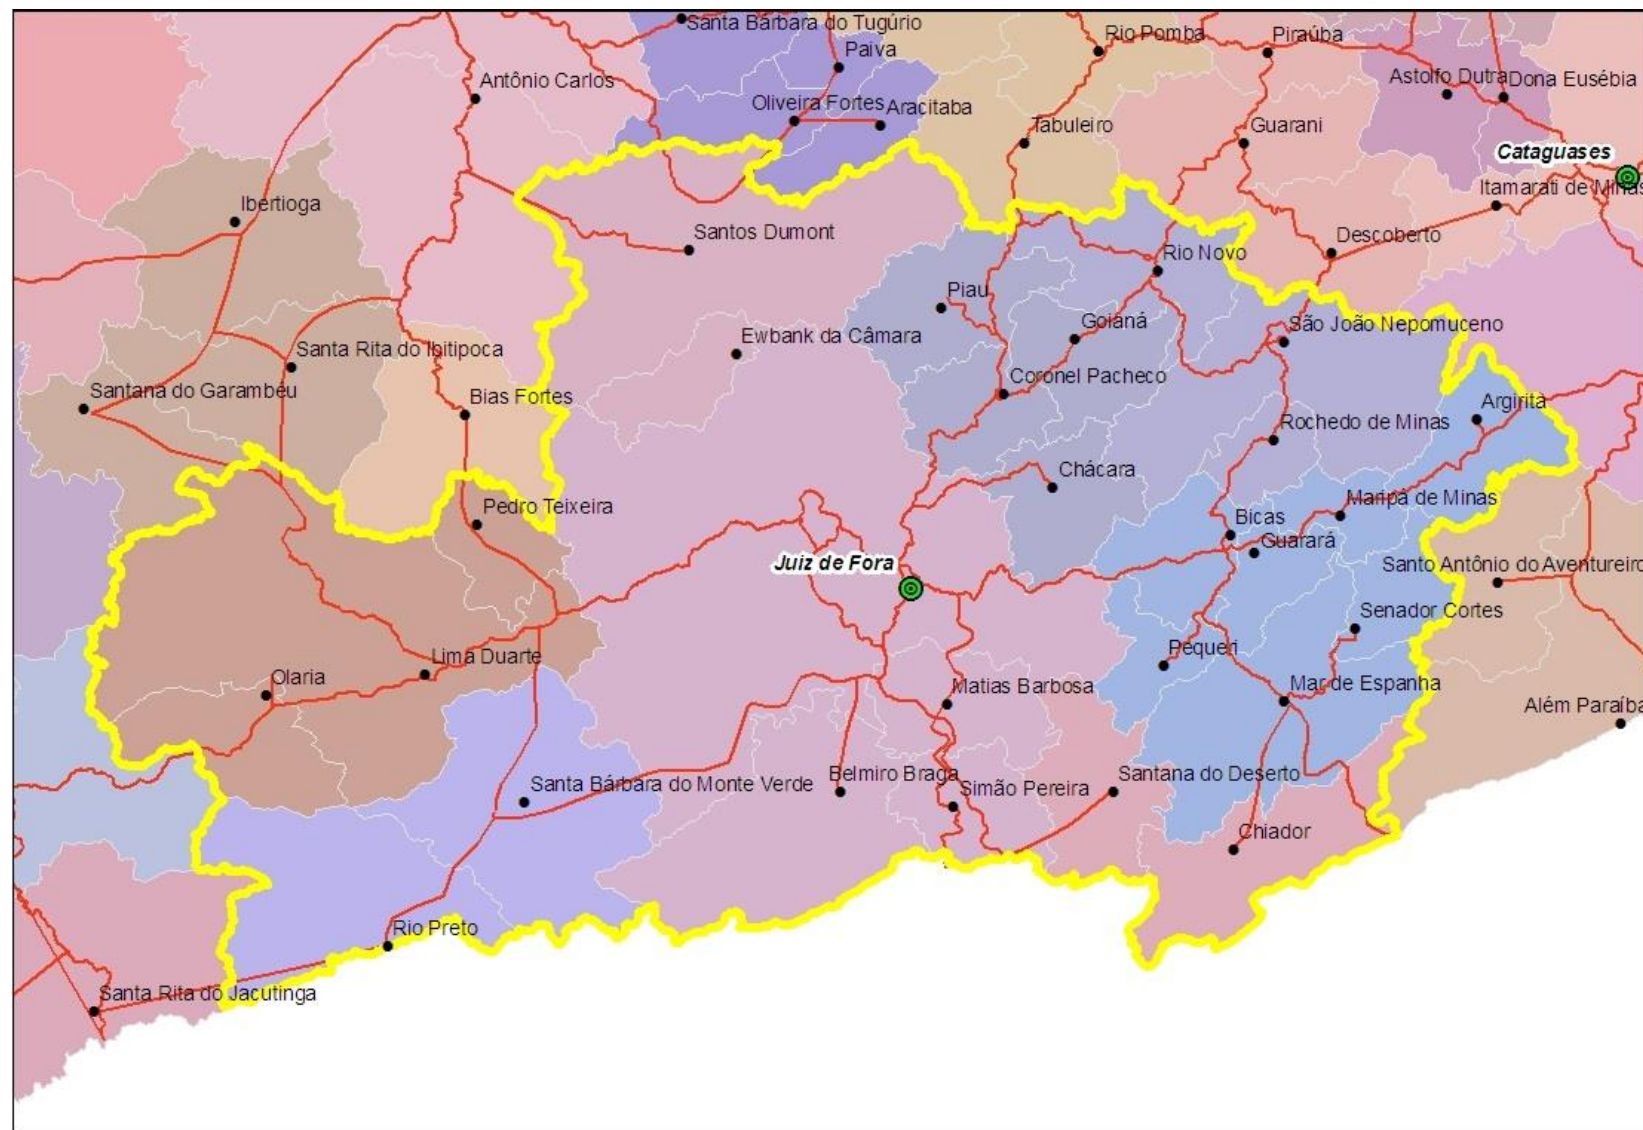 Santa Bárbara do Tugúrio
Rio Pomba
Piraúba
Paiva
Antônio Carlos
Astolfo Dutra
Dona Eusébia
Oliveira Fortes
Aracitaba
Tabuleiro
Guarani
Cataguases
Itamarati de Minas
Ibertioga
Santos Dumont
Descoberto
Rio Novo
Piau
Goianá
São João Nepomuceno
Ewbank da Câmara
Santa Rita do Ibitipoca
Coronel Pacheco
Santana do Garambéu
Bias Fortes
Argirita
Rochedo de Minas
Chácara
Maripá de Minas
Pedro Teixeira
Bicas
Guarará
Juiz de Fora
Santo Antônio do Aventureiro
Senador Cortes
Pequeri
Lima Duarte
Olaria
Matias Barbosa
Mar de Espanha
Além Paraíba
Santa Bárbara do Monte Verde
Belmiro Braga
Santana do Deserto
Simão Pereira
Chiador
Rio Preto
Santa Rita do Jacutinga